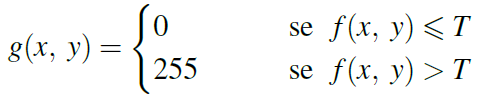 g(x, y) = { 0 se f(x, y) ⩽ T
255 se f(x, y) > T